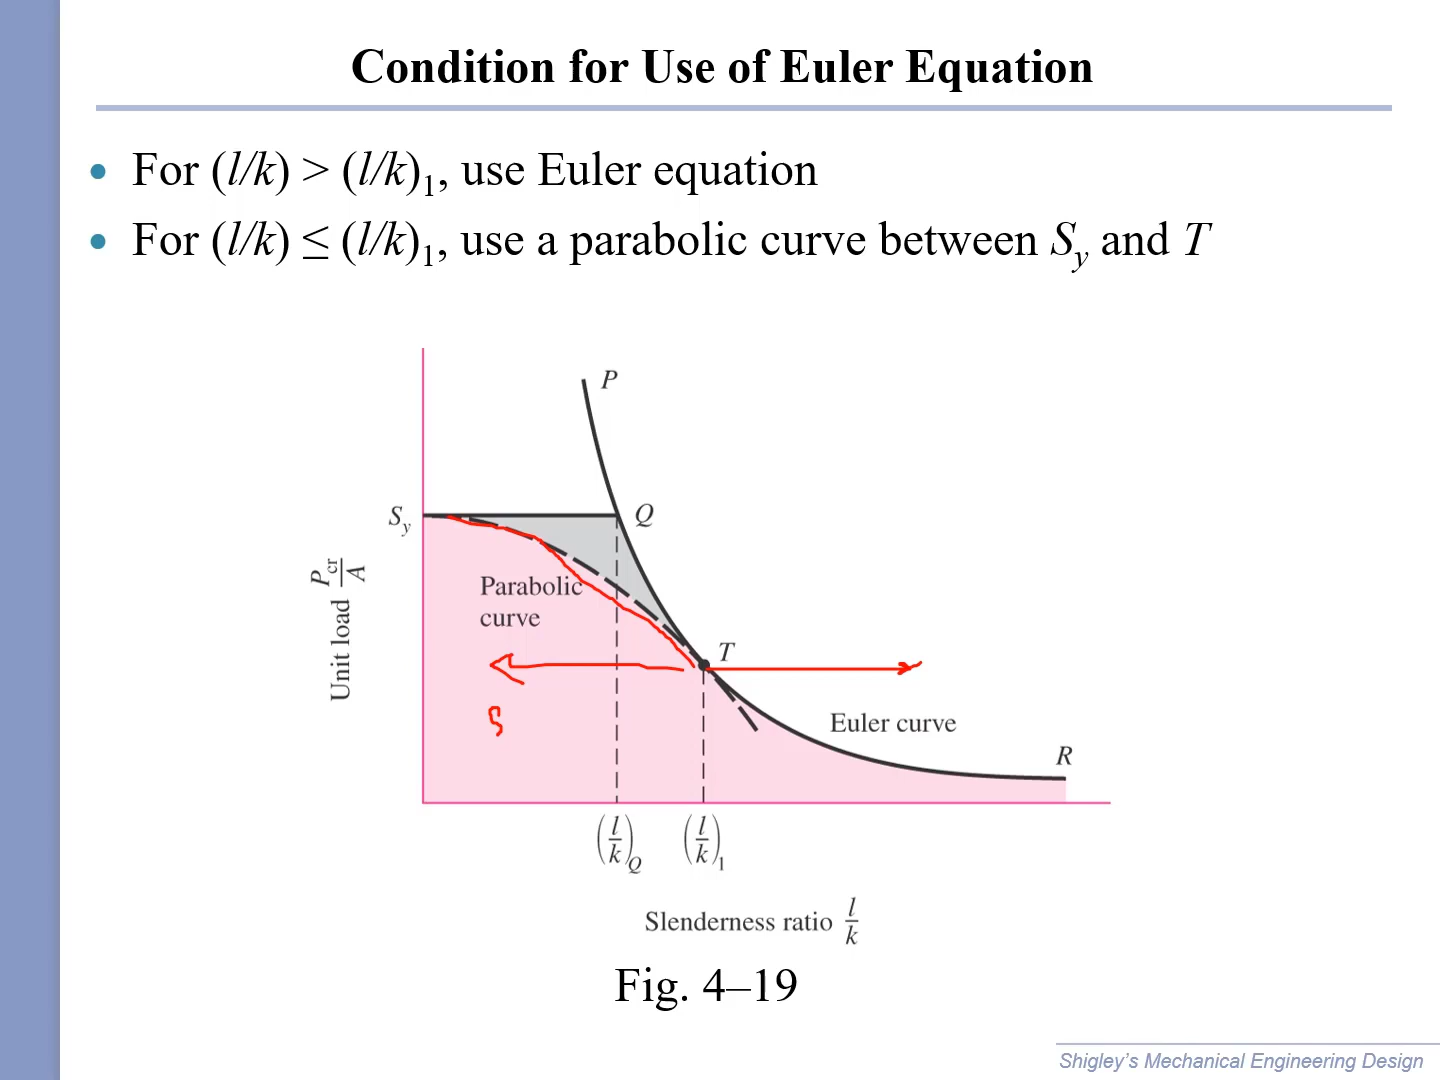 Condition for Use of Euler Equation
• For (l/k) > (l/k)₁, use Euler equation
• For (l/k) ≤ (l/k)₁, use a parabolic curve between Sy and T
P
Sy
Q
Unit load Pcr/A
Parabolic
curve
T
S
Euler curve
R
(l/k)Q
(l/k)₁
Slenderness ratio l/k
Fig. 4–19
Shigley’s Mechanical Engineering Design